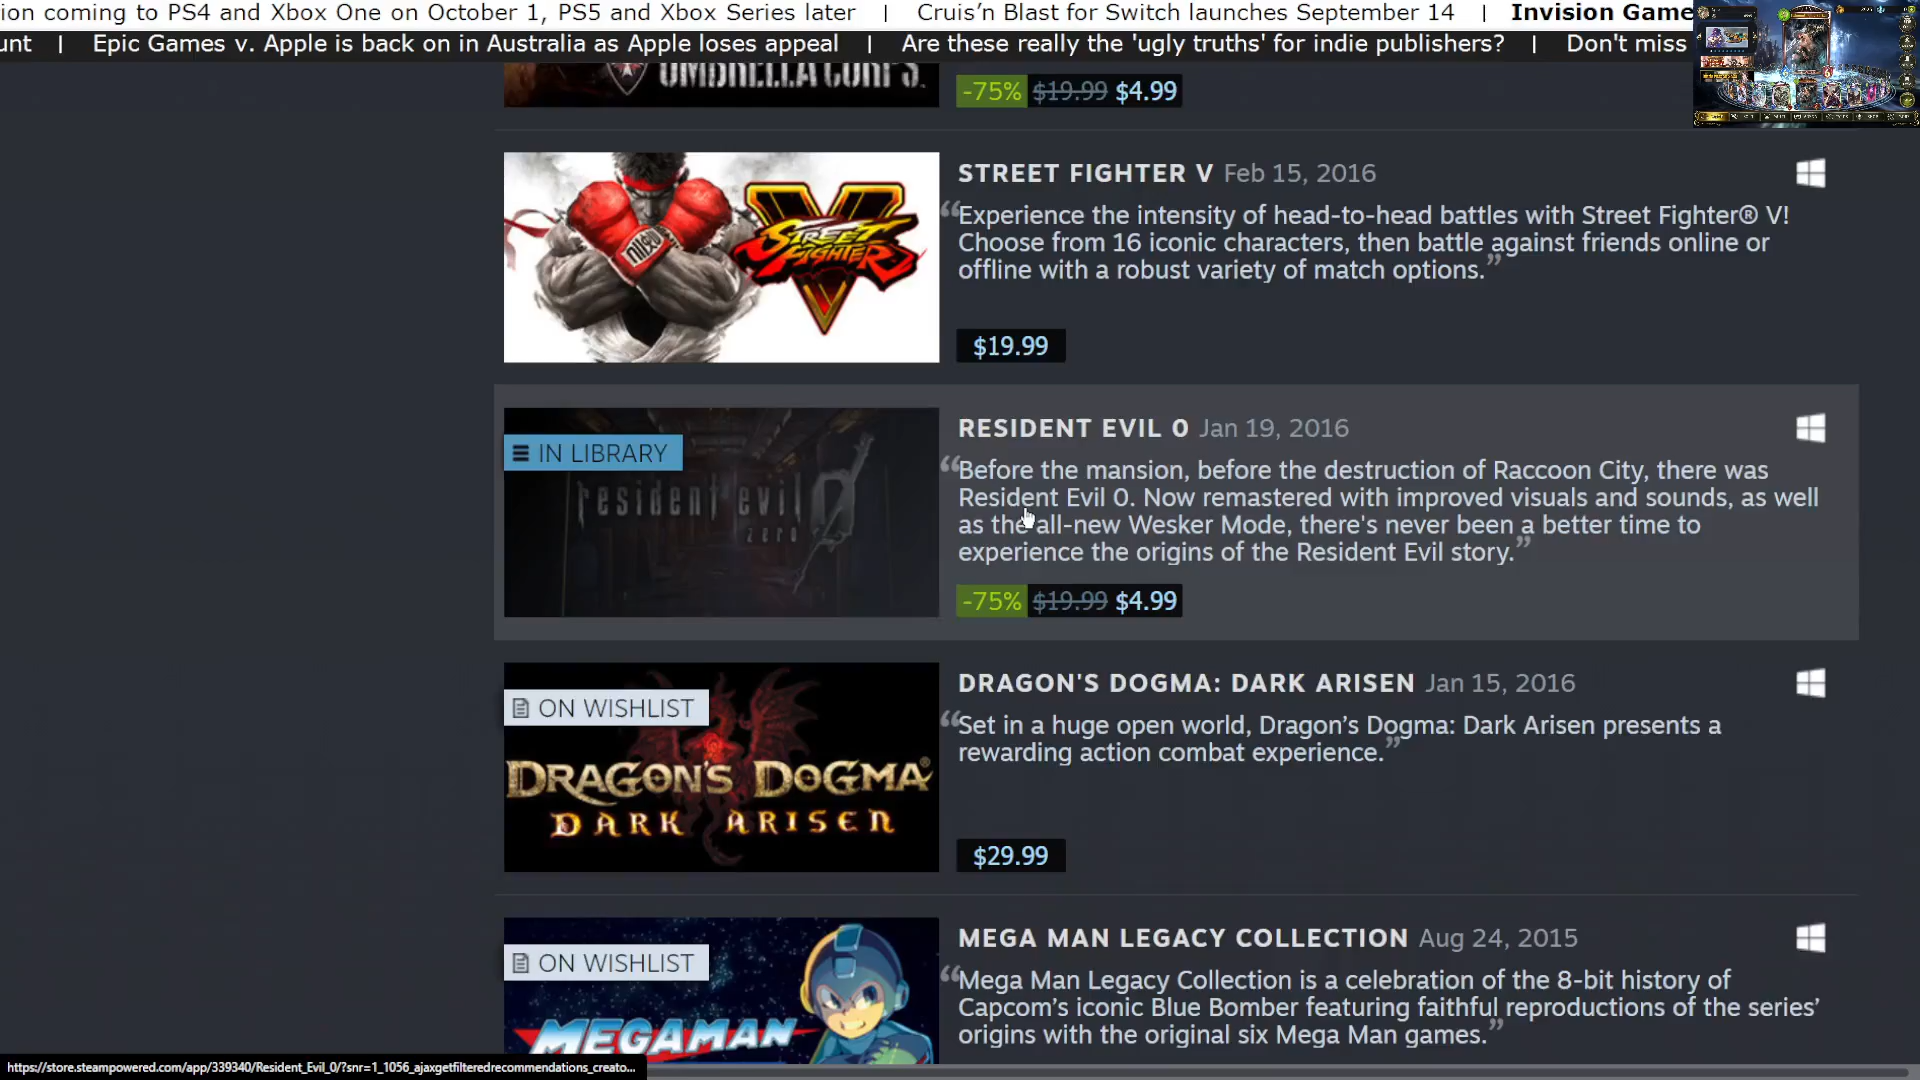 ion coming to PS4 and Xbox One on October 1, PS5 and Xbox Series later | Cruis’n Blast for Switch launches September 14 | Invision Game
unt | Epic Games v. Apple is back on in Australia as Apple loses appeal | Are these really the 'ugly truths' for indie publishers? | Don't miss
UMBRELLA CORPS.
-75% $19.99 $4.99
STREET FIGHTER V Feb 15, 2016
“Experience the intensity of head-to-head battles with Street Fighter® V!
Choose from 16 iconic characters, then battle against friends online or
offline with a robust variety of match options.”
STREET FIGHTER V
$19.99
IN LIBRARY
resident evil 0
zero
RESIDENT EVIL 0 Jan 19, 2016
“Before the mansion, before the destruction of Raccoon City, there was
Resident Evil 0. Now remastered with improved visuals and sounds, as well
as the all-new Wesker Mode, there's never been a better time to
experience the origins of the Resident Evil story.”
-75% $19.99 $4.99
ON WISHLIST
DRAGON'S DOGMA®
DARK ARISEN
DRAGON'S DOGMA: DARK ARISEN Jan 15, 2016
“Set in a huge open world, Dragon’s Dogma: Dark Arisen presents a
rewarding action combat experience.”
$29.99
ON WISHLIST
MEGAMAN
MEGA MAN LEGACY COLLECTION Aug 24, 2015
“Mega Man Legacy Collection is a celebration of the 8-bit history of
Capcom’s iconic Blue Bomber featuring faithful reproductions of the series’
origins with the original six Mega Man games.”
https://store.steampowered.com/app/339340/Resident_Evil_0/?snr=1_1056_ajaxgetfilteredrecommendations_creato...